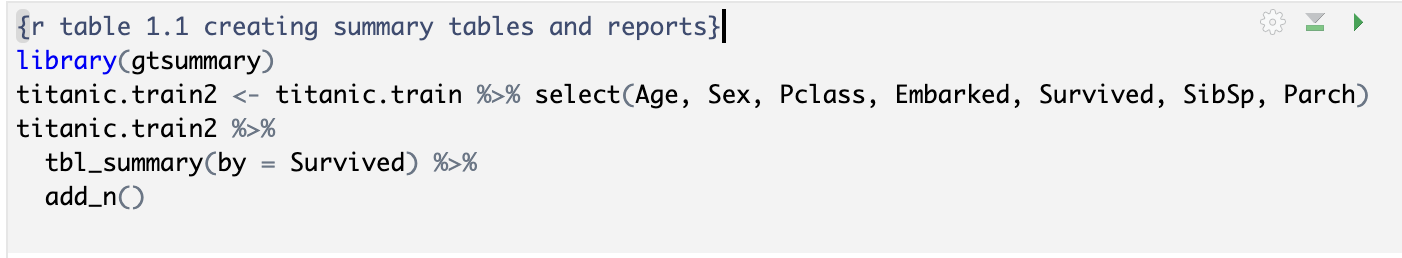 {r table 1.1 creating summary tables and reports}
library(gtsummary)
titanic.train2 <- titanic.train %>% select(Age, Sex, Pclass, Embarked, Survived, SibSp, Parch)
titanic.train2 %>%
  tbl_summary(by = Survived) %>%
  add_n()